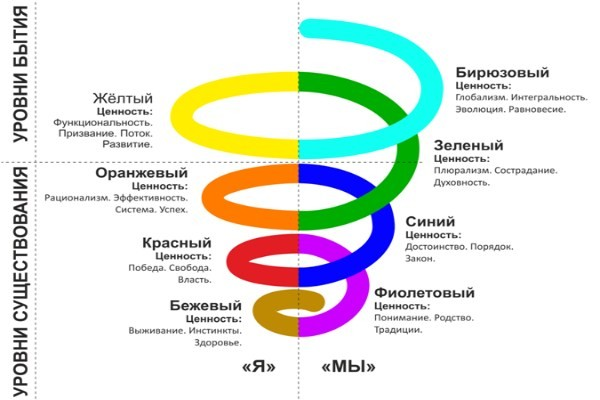 УРОВНИ БЫТИЯ
Жёлтый
Ценность:
Функциональность.
Призвание. Поток.
Развитие.
Бирюзовый
Ценность:
Глобализм. Интегральность.
Эволюция. Равновесие.
Зеленый
Ценность:
Плюрализм. Сострадание.
Духовность.
УРОВНИ СУЩЕСТВОВАНИЯ
Оранжевый
Ценность:
Рационализм. Эффективность.
Система. Успех.
Синий
Ценность:
Достоинство. Порядок.
Закон.
Красный
Ценность:
Победа. Свобода.
Власть.
Фиолетовый
Ценность:
Понимание. Родство.
Традиции.
Бежевый
Ценность:
Выживание. Инстинкты.
Здоровье.
«Я»
«МЫ»